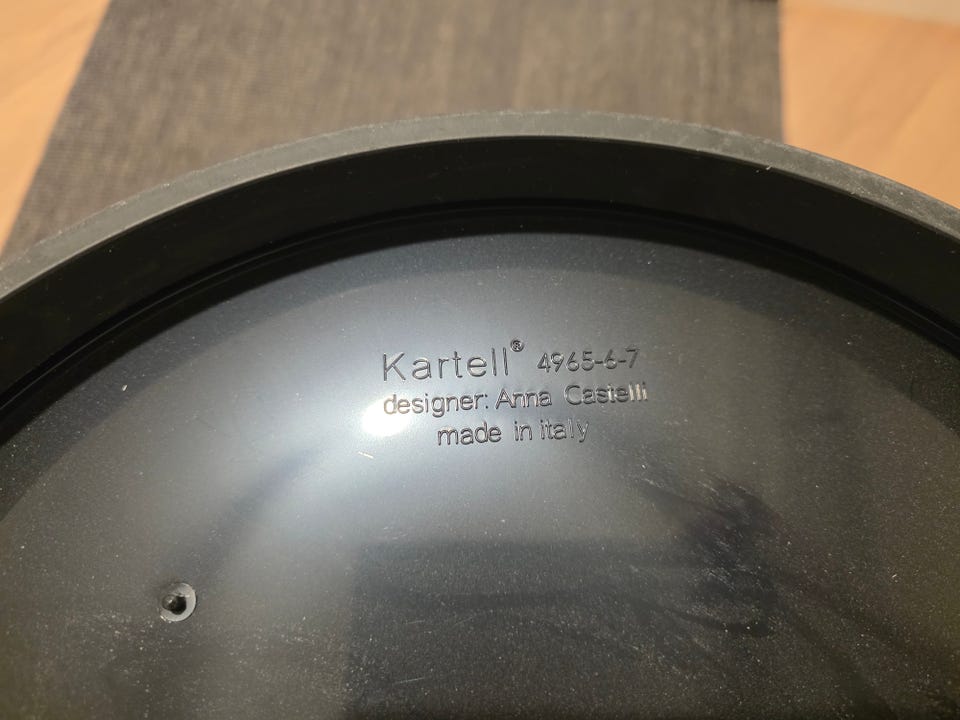 Kartell® 4965-6-7
designer: Anna Castelli
made in italy